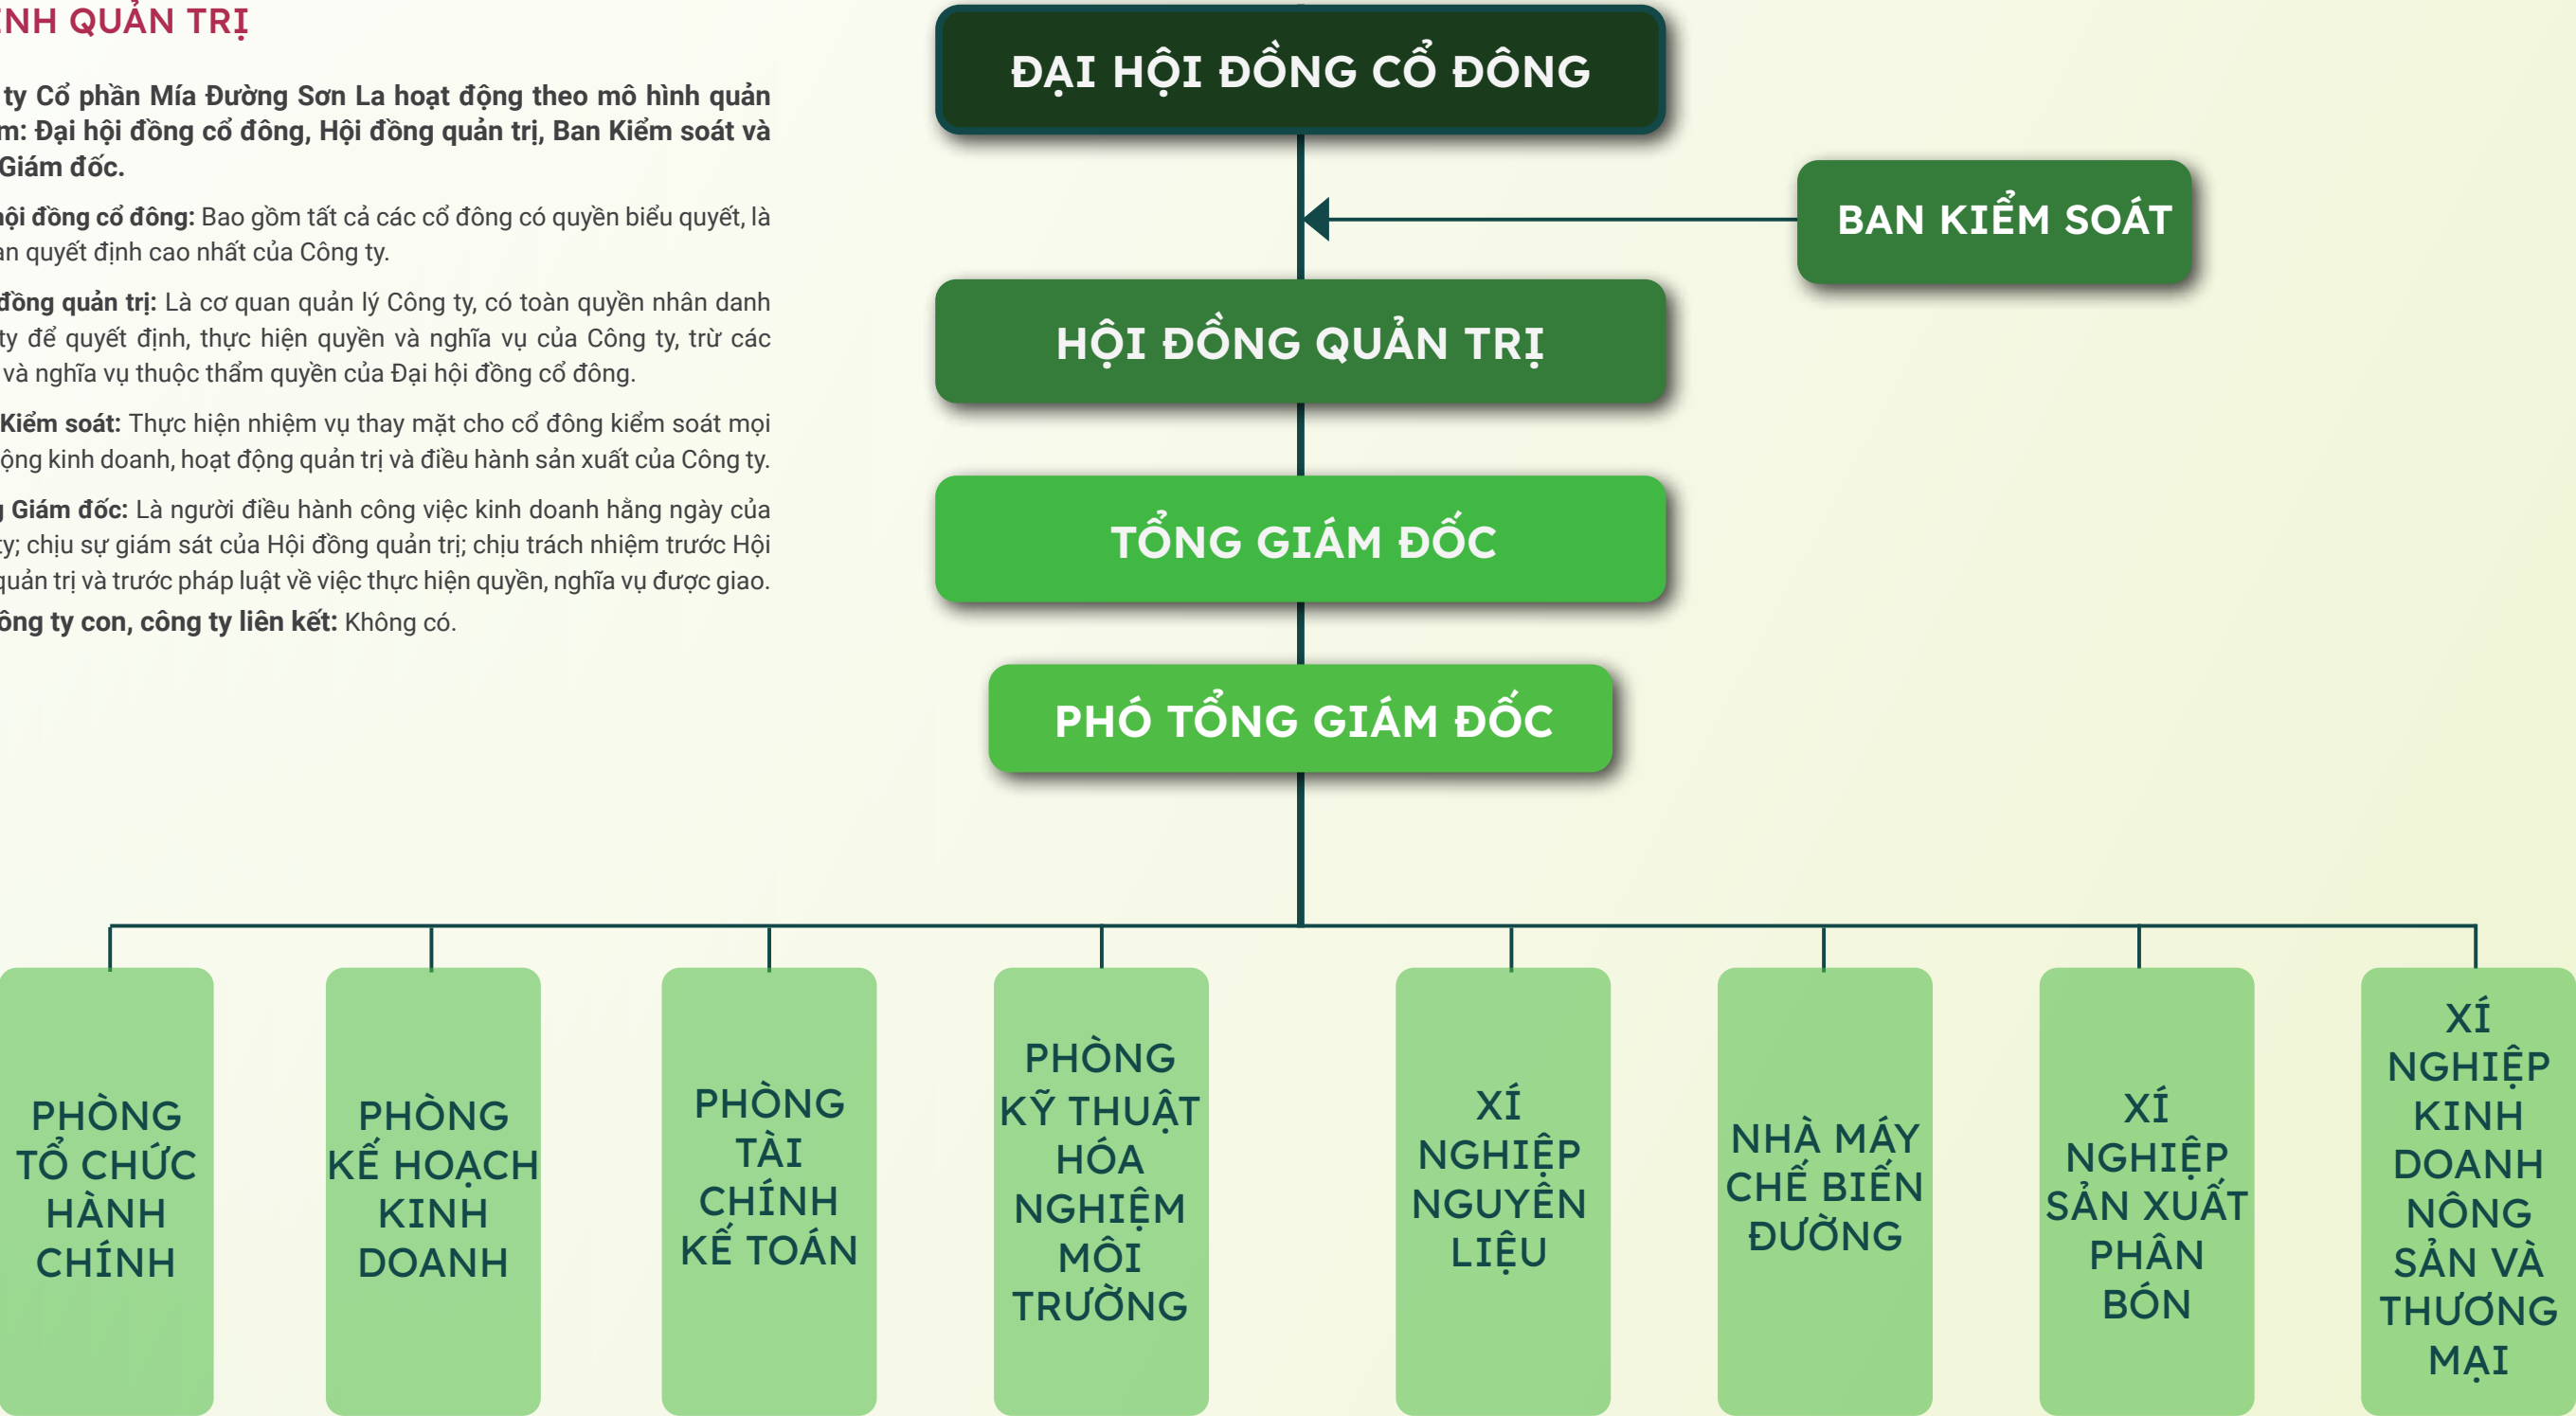 NH QUẢN TRỊ
ty Cổ phần Mía Đường Sơn La hoạt động theo mô hình quản
m: Đại hội đồng cổ đông, Hội đồng quản trị, Ban Kiểm soát và
Giám đốc.
hội đồng cổ đông: Bao gồm tất cả các cổ đông có quyền biểu quyết, là
an quyết định cao nhất của Công ty.
đồng quản trị: Là cơ quan quản lý Công ty, có toàn quyền nhân danh
ty để quyết định, thực hiện quyền và nghĩa vụ của Công ty, trừ các
và nghĩa vụ thuộc thẩm quyền của Đại hội đồng cổ đông.
Kiểm soát: Thực hiện nhiệm vụ thay mặt cho cổ đông kiểm soát mọi
ộng kinh doanh, hoạt động quản trị và điều hành sản xuất của Công ty.
g Giám đốc: Là người điều hành công việc kinh doanh hằng ngày của
ty; chịu sự giám sát của Hội đồng quản trị; chịu trách nhiệm trước Hội
quản trị và trước pháp luật về việc thực hiện quyền, nghĩa vụ được giao.
ông ty con, công ty liên kết: Không có.
ĐẠI HỘI ĐỒNG CỔ ĐÔNG
BAN KIỂM SOÁT
HỘI ĐỒNG QUẢN TRỊ
TỔNG GIÁM ĐỐC
PHÓ TỔNG GIÁM ĐỐC
PHÒNG
TỔ CHỨC
HÀNH
CHÍNH
PHÒNG
KẾ HOẠCH
KINH
DOANH
PHÒNG
TÀI
CHÍNH
KẾ TOÁN
PHÒNG
KỸ THUẬT
HÓA
NGHIỆM
MÔI
TRƯỜNG
XÍ
NGHIỆP
NGUYÊN
LIỆU
NHÀ MÁY
CHẾ BIẾN
ĐƯỜNG
XÍ
NGHIỆP
SẢN XUẤT
PHÂN
BÓN
XÍ
NGHIỆP
KINH
DOANH
NÔNG
SẢN VÀ
THƯƠNG
MẠI